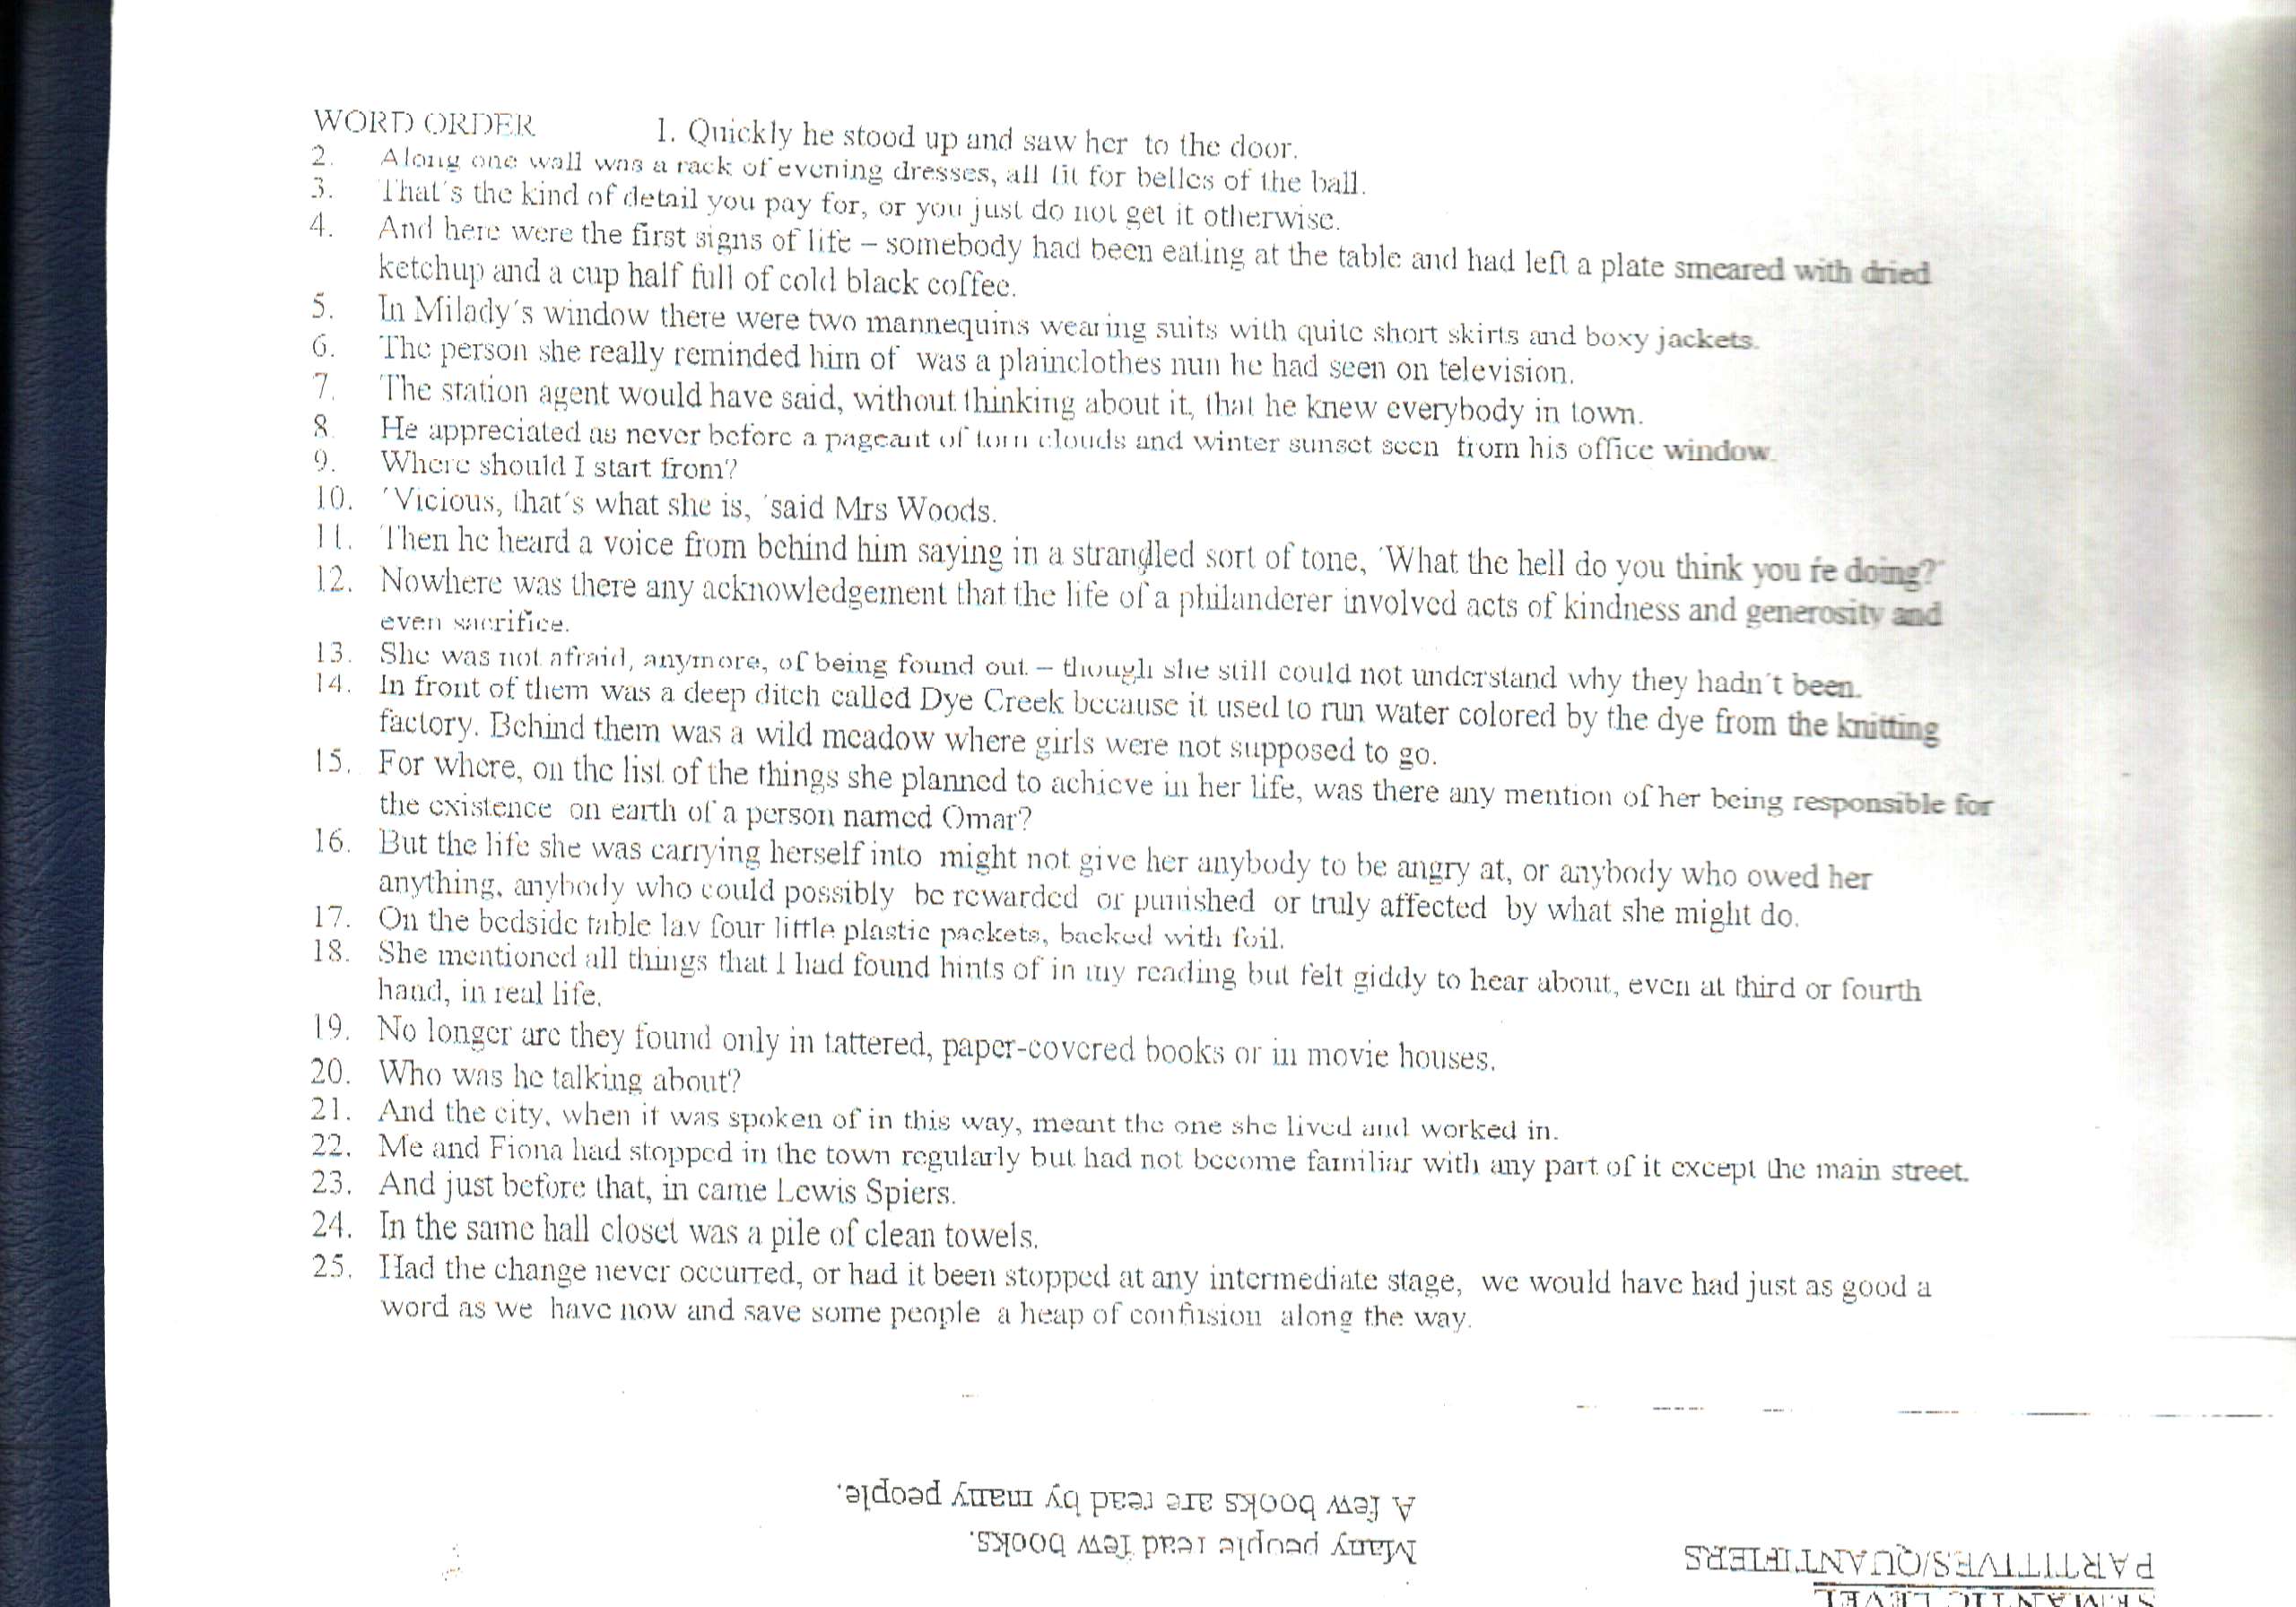 WORD ORDER 1. Quickly he stood up and saw her to the door.
2. Along one wall was a rack of evening dresses, all fit for belles of the ball.
3. That´s the kind of detail you pay for, or you just do not get it otherwise.
4. And here were the first signs of life – somebody had been eating at the table and had left a plate smeared with dried
ketchup and a cup half full of cold black coffee.
5. In Milady´s window there were two mannequins wearing suits with quite short skirts and boxy jackets.
6. The person she really reminded him of was a plainclothes nun he had seen on television.
7. The station agent would have said, without thinking about it, that he knew everybody in town.
8. He appreciated as never before a pageant of torn clouds and winter sunset seen from his office window.
9. Where should I start from?
10. ´Vicious, that´s what she is, ´said Mrs Woods.
11. Then he heard a voice from behind him saying in a strangled sort of tone, ´What the hell do you think you ŕe doing?´
12. Nowhere was there any acknowledgement that the life of a philanderer involved acts of kindness and generosity and
even sacrifice.
13. She was not afraid, anymore, of being found out – though she still could not understand why they hadn´t been.
14. In front of them was a deep ditch called Dye Creek because it used to run water colored by the dye from the knitting
factory. Behind them was a wild meadow where girls were not supposed to go.
15. For where, on the list of the things she planned to achieve in her life, was there any mention of her being responsible for
the existence on earth of a person named Omar?
16. But the life she was carrying herself into might not give her anybody to be angry at, or anybody who owed her
anything, anybody who could possibly be rewarded or punished or truly affected by what she might do.
17. On the bedside table lay four little plastic packets, backed with foil.
18. She mentioned all things that I had found hints of in my reading but felt giddy to hear about, even at third or fourth
hand, in real life.
19. No longer are they found only in tattered, paper-covered books or in movie houses.
20. Who was he talking about?
21. And the city, when it was spoken of in this way, meant the one she lived and worked in.
22. Me and Fiona had stopped in the town regularly but had not become familiar with any part of it except the main street.
23. And just before that, in came Lewis Spiers.
24. In the same hall closet was a pile of clean towels.
25. Had the change never occurred, or had it been stopped at any intermediate stage, we would have had just as good a
word as we have now and save some people a heap of confusion along the way.
SEMANTIC LEVEL
PARTITIVES/QUANTIFIERS
Many people read few books.
A few books are read by many people.